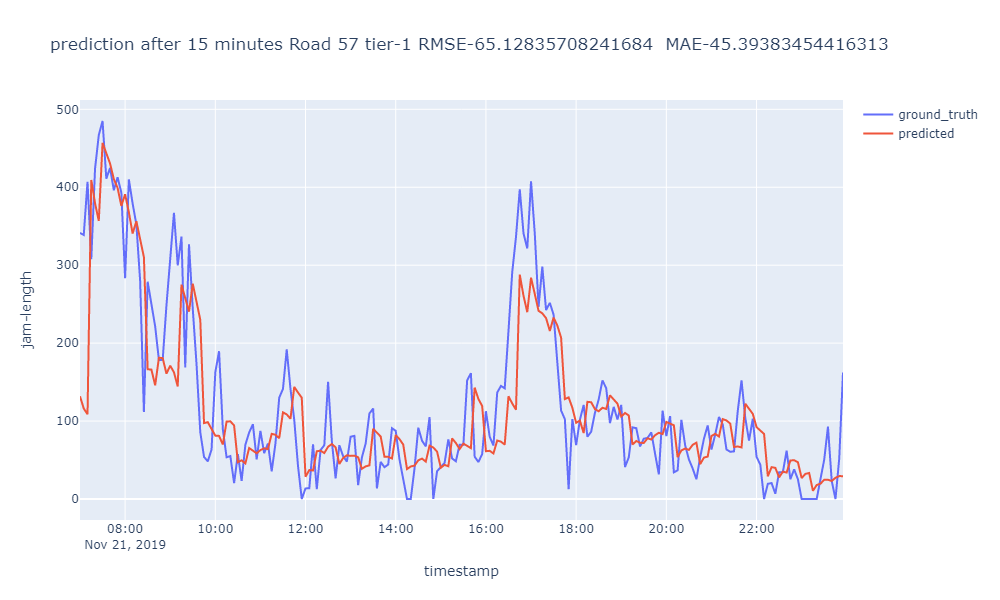 prediction after 15 minutes Road 57 tier-1 RMSE-65.12835708241684  MAE-45.39383454416313
ground_truth
predicted
500
400
300
200
100
0
jam-length
08:00 10:00 12:00 14:00 16:00 18:00 20:00 22:00
Nov 21, 2019
timestamp